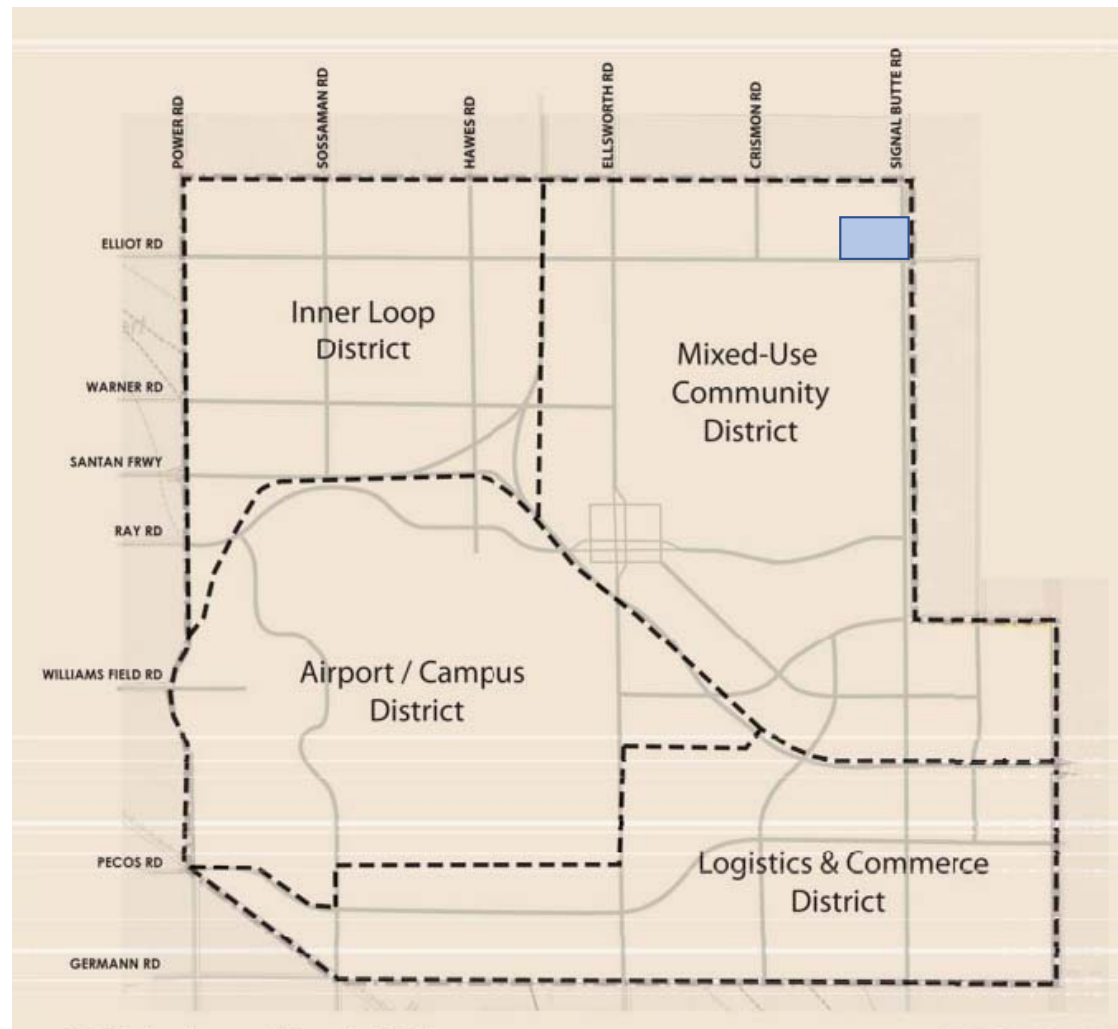 POWER RD
SOSSAMAN RD
HAWES RD
ELLSWORTH RD
CRISMON RD
SIGNAL BUTTE RD
ELLIOT RD
Inner Loop
District
Mixed-Use
Community
District
WARNER RD
SANTAN FRWY
RAY RD
WILLIAMS FIELD RD
Airport / Campus
District
PECOS RD
Logistics & Commerce
District
GERMANN RD